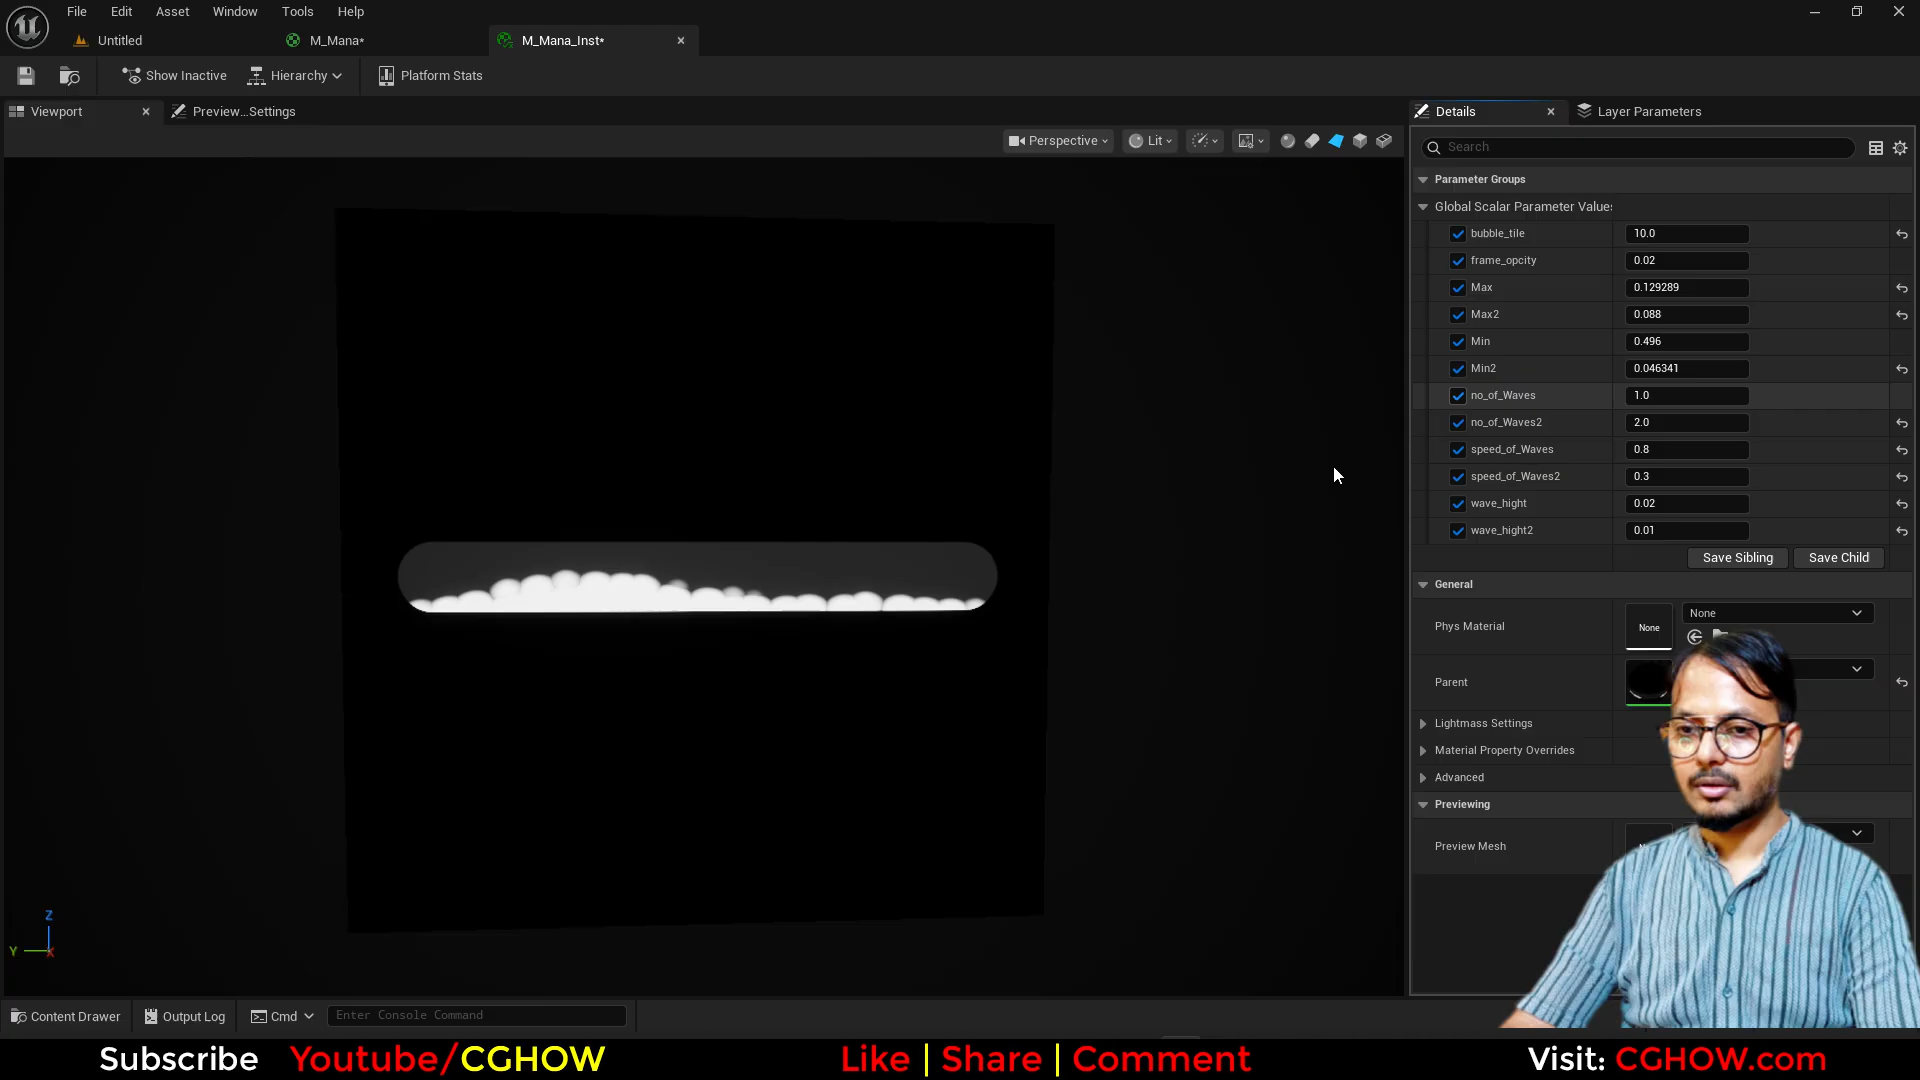 File Edit Asset Window Tools Help
Untitled M_Mana* M_Mana_Inst*
Show Inactive Hierarchy Platform Stats
Viewport Preview...Settings Details Layer Parameters
Perspective Lit
Search
Parameter Groups
Global Scalar Parameter Values
bubble_tile 10.0
frame_opcity 0.02
Max 0.129289
Max2 0.088
Min 0.496
Min2 0.046341
no_of_Waves 1.0
no_of_Waves2 2.0
speed_of_Waves 0.8
speed_of_Waves2 0.3
wave_hight 0.02
wave_hight2 0.01
Save Sibling Save Child
General
Phys Material None None
Parent
Lightmass Settings
Material Property Overrides
Advanced
Previewing
Preview Mesh
Z
Y X
Content Drawer Output Log Cmd Enter Console Command
Subscribe Youtube/CGHOW Like | Share | Comment Visit: CGHOW.com